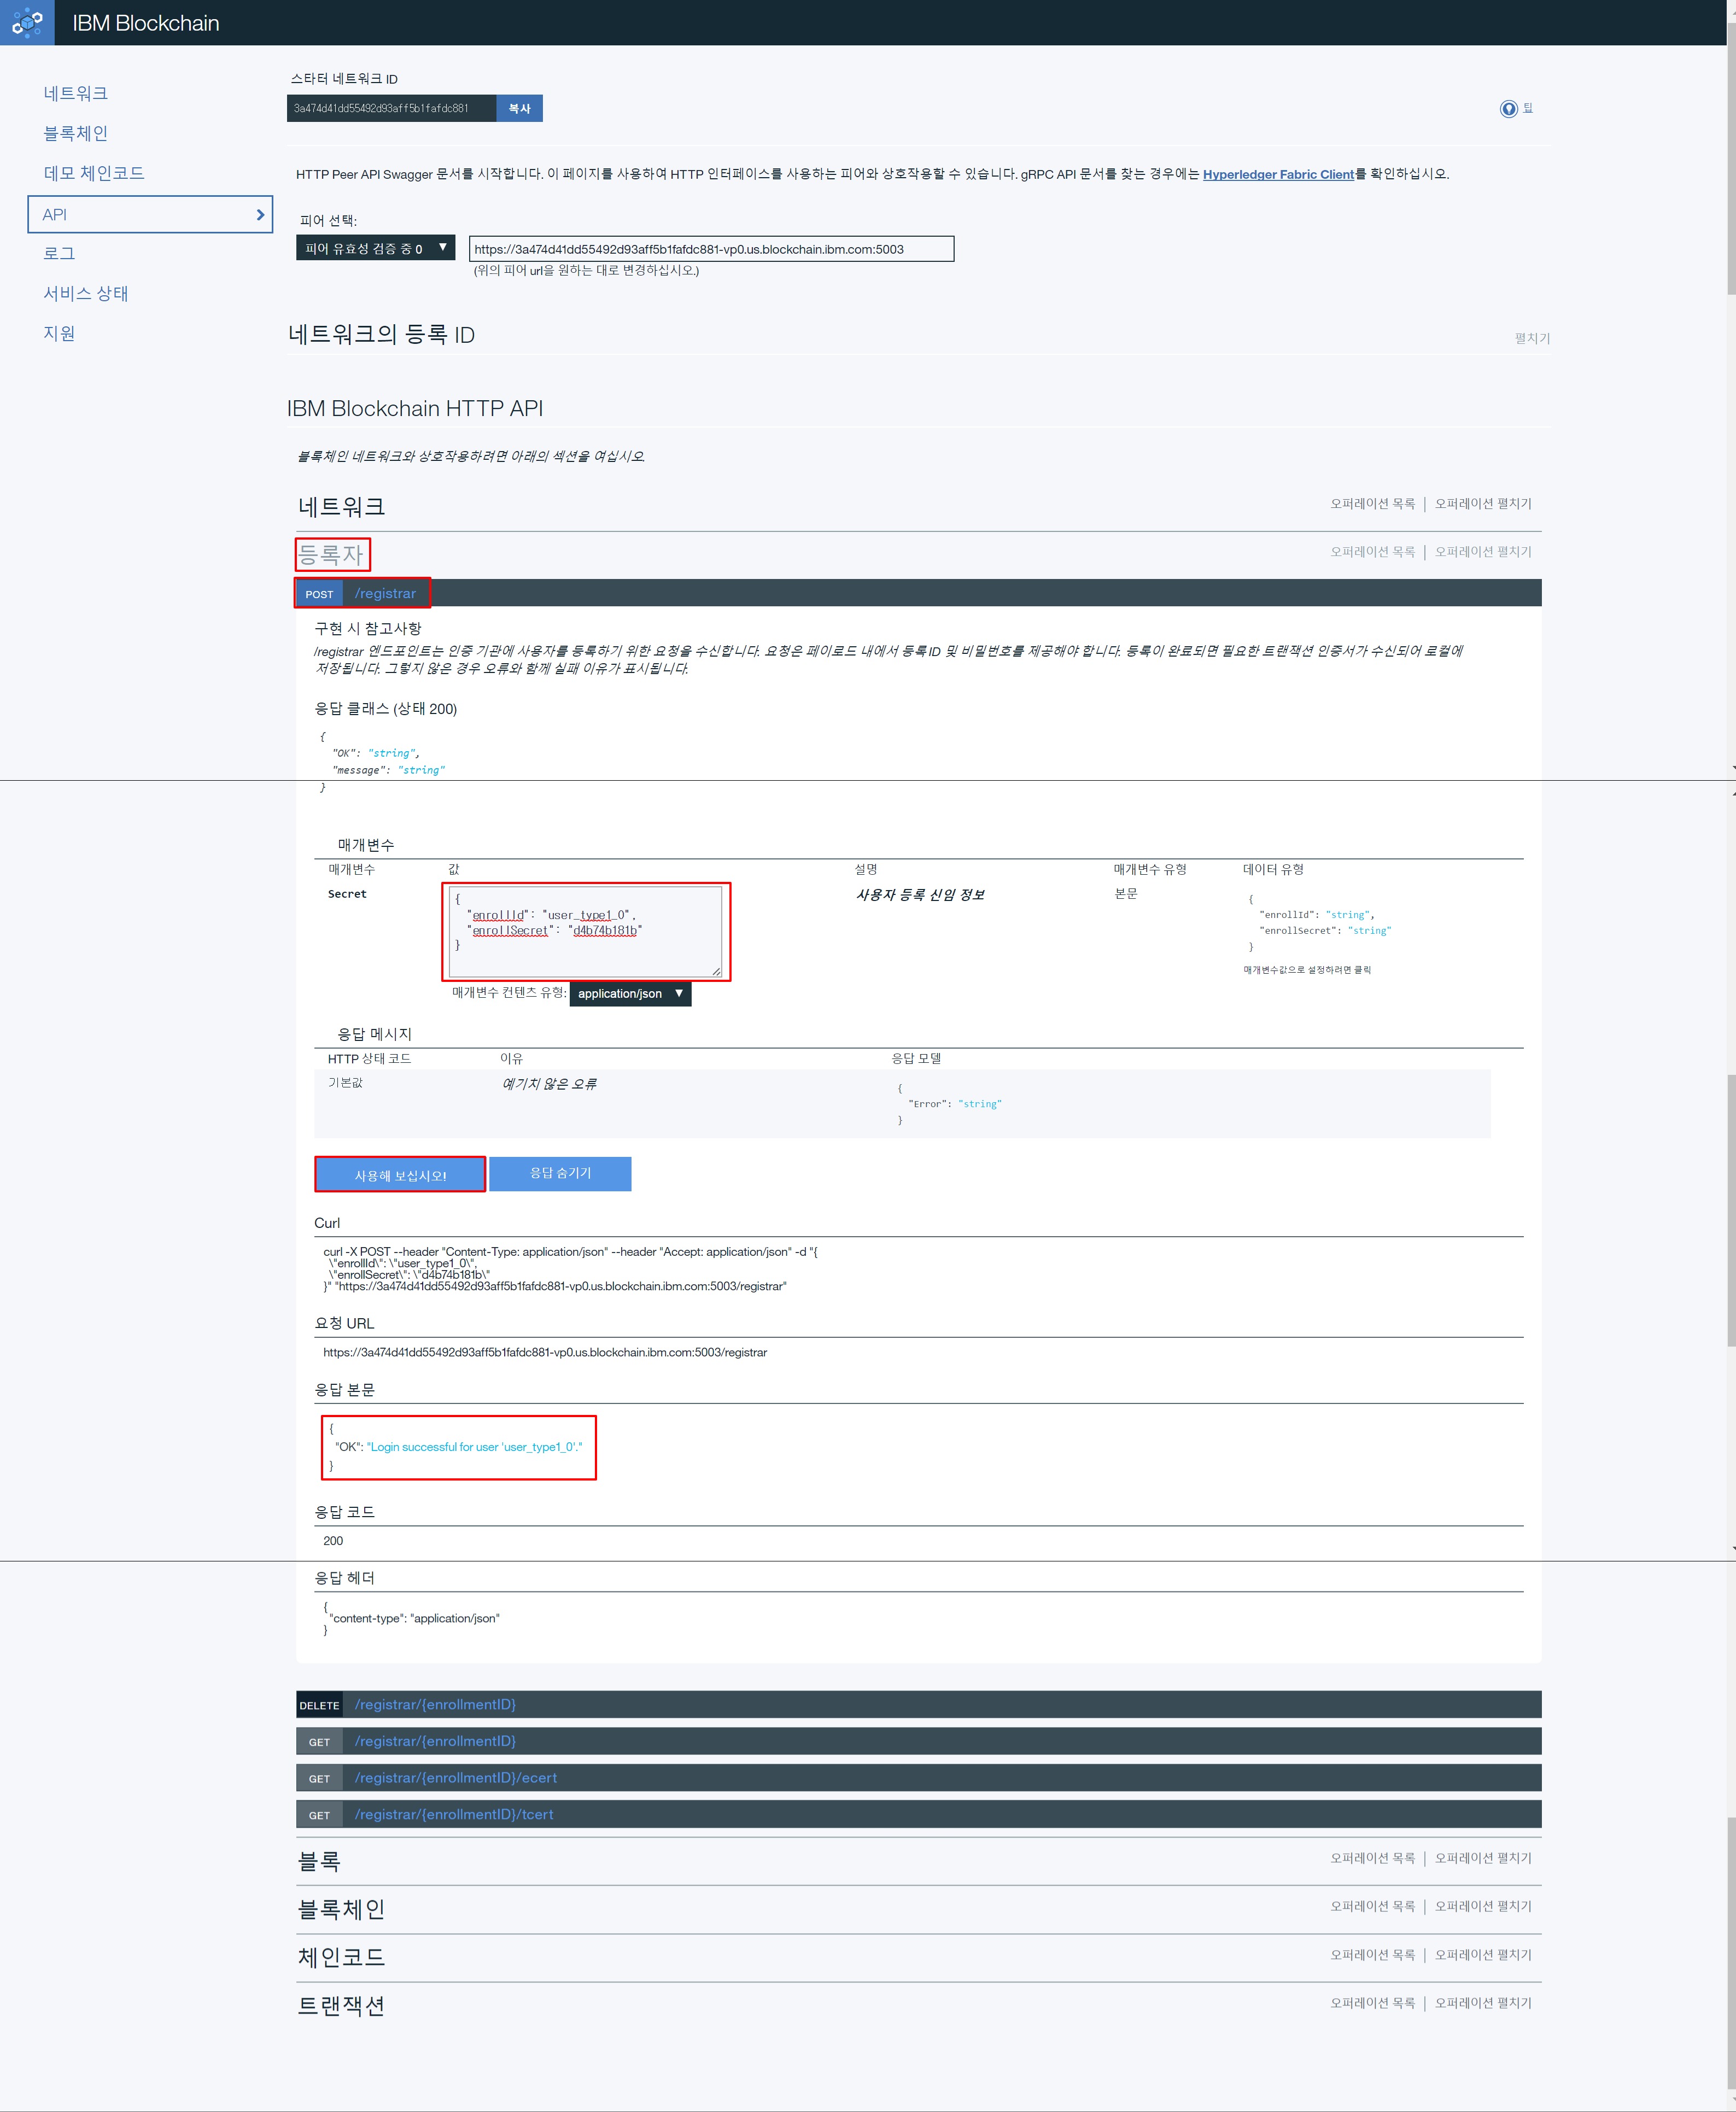 IBM Blockchain
네트워크
블록체인
데모 체인코드
API
로그
서비스 상태
지원
스타터 네트워크 ID
3a474d41dd55492d93aff5b1fafdc881 복사
팁
HTTP Peer API Swagger 문서를 시작합니다. 이 페이지를 사용하여 HTTP 인터페이스를 사용하는 피어와 상호작용할 수 있습니다. gRPC API 문서를 찾는 경우에는 Hyperledger Fabric Client를 확인하십시오.
피어 선택:
피어 유효성 검증 중 0 ▼ https://3a474d41dd55492d93aff5b1fafdc881-vp0.us.blockchain.ibm.com:5003
(위의 피어 url을 원하는 대로 변경하십시오.)
네트워크의 등록 ID 펼치기
IBM Blockchain HTTP API
블록체인 네트워크와 상호작용하려면 아래의 섹션을 여십시오.
네트워크 오퍼레이션 목록 | 오퍼레이션 펼치기
등록자 오퍼레이션 목록 | 오퍼레이션 펼치기
POST /registrar
구현 시 참고사항
/registrar 엔드포인트는 인증 기관에 사용자를 등록하기 위한 요청을 수신합니다. 요청은 페이로드 내에서 등록 ID 및 비밀번호를 제공해야 합니다. 등록이 완료되면 필요한 트랜잭션 인증서가 수신되어 로컬에
저장됩니다. 그렇지 않은 경우 오류와 함께 실패 이유가 표시됩니다.
응답 클래스 (상태 200)
{
"OK": "string",
"message": "string"
}
매개변수
매개변수 값 설명 매개변수 유형 데이터 유형
Secret
{
"enrollId": "user_type1_0",
"enrollSecret": "d4b74b181b"
}
매개변수 컨텐츠 유형: application/json ▼
사용자 등록 신임 정보
본문
{
"enrollId": "string",
"enrollSecret": "string"
}
매개변수값으로 설정하려면 클릭
응답 메시지
HTTP 상태 코드 이유 응답 모델
기본값 예기치 않은 오류
{
"Error": "string"
}
사용해 보십시오! 응답 숨기기
Curl
curl -X POST --header "Content-Type: application/json" --header "Accept: application/json" -d "{
\"enrollId\": \"user_type1_0\",
\"enrollSecret\": \"d4b74b181b\"
}" "https://3a474d41dd55492d93aff5b1fafdc881-vp0.us.blockchain.ibm.com:5003/registrar"
요청 URL
https://3a474d41dd55492d93aff5b1fafdc881-vp0.us.blockchain.ibm.com:5003/registrar
응답 본문
{
"OK": "Login successful for user 'user_type1_0'."
}
응답 코드
200
응답 헤더
{
"content-type": "application/json"
}
DELETE /registrar/{enrollmentID}
GET /registrar/{enrollmentID}
GET /registrar/{enrollmentID}/ecert
GET /registrar/{enrollmentID}/tcert
블록 오퍼레이션 목록 | 오퍼레이션 펼치기
블록체인 오퍼레이션 목록 | 오퍼레이션 펼치기
체인코드 오퍼레이션 목록 | 오퍼레이션 펼치기
트랜잭션 오퍼레이션 목록 | 오퍼레이션 펼치기